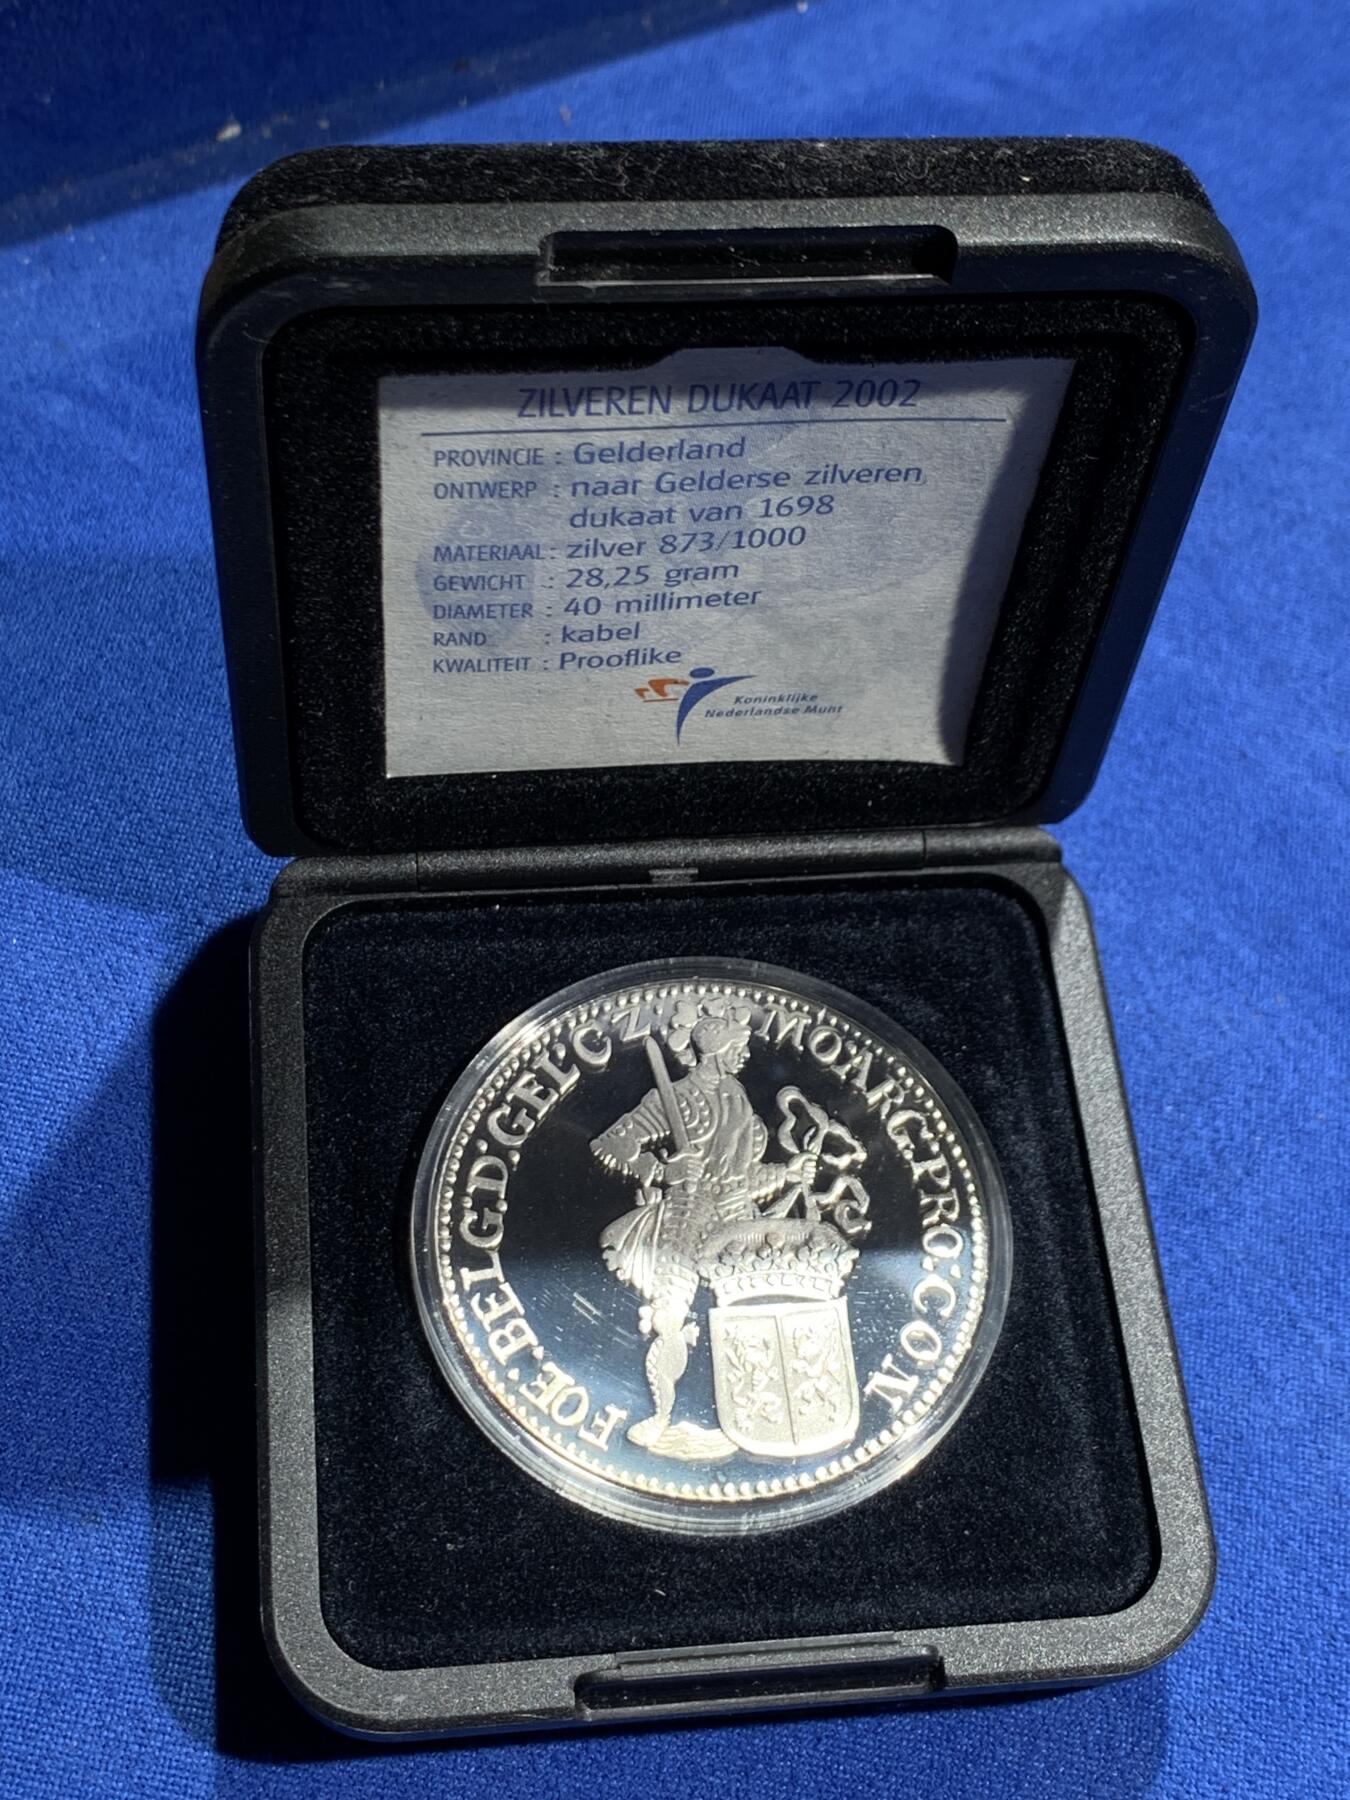 ZILVEREN DUKAAT 2002
PROVINCIE : Gelderland
ONTWERP : naar Gelderse zilveren
dukaat van 1698
MATERIAAL : zilver 873/1000
GEWICHT : 28,25 gram
DIAMETER : 40 millimeter
RAND : kabel
KWALITEIT : Prooflike
Koninklijke
Nederlandse Munt
MO:ARG:PRO:CON
FOE:BELG:D:GEL:C Z